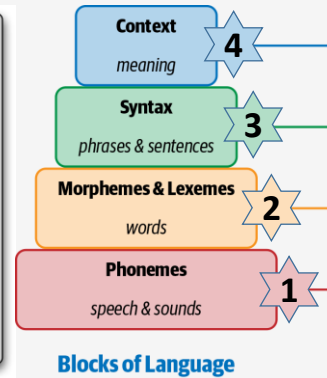 Context
meaning
4
Syntax
phrases & sentences
3
Morphemes & Lexemes
words
2
Phonemes
speech & sounds
1
Blocks of Language